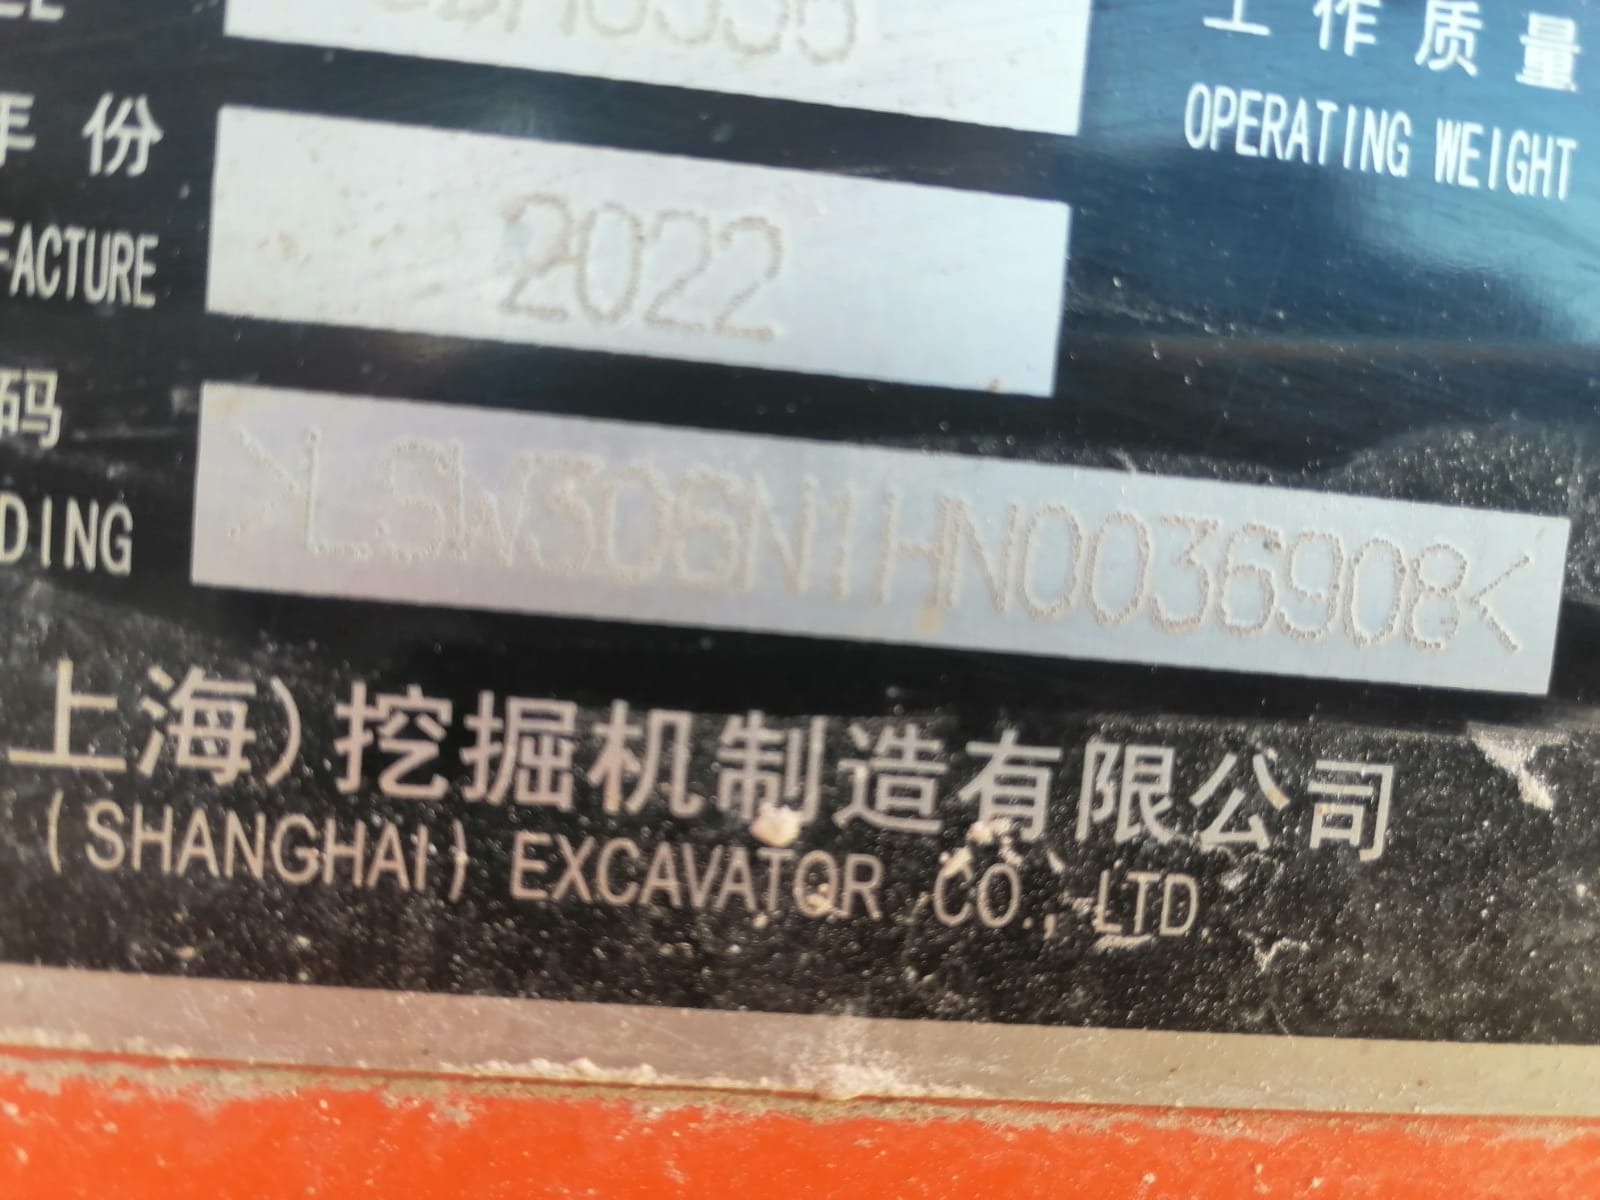 工作质量
OPERATING WEIGHT
年份
FACTURE
2022
码
DING
>LSW306N1HN0036908<
上海)挖掘机制造有限公司
(SHANGHAI) EXCAVATOR CO., LTD.